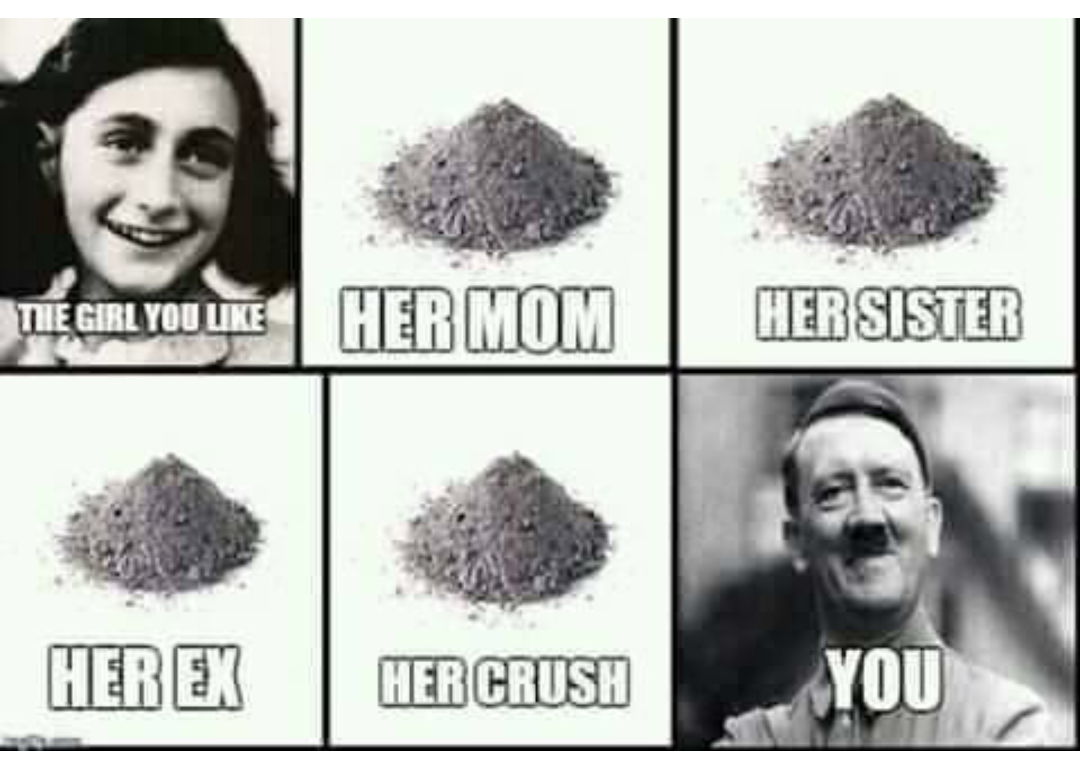 THE GIRL YOU LIKE
HER MOM
HER SISTER
HER EX
HER CRUSH
YOU